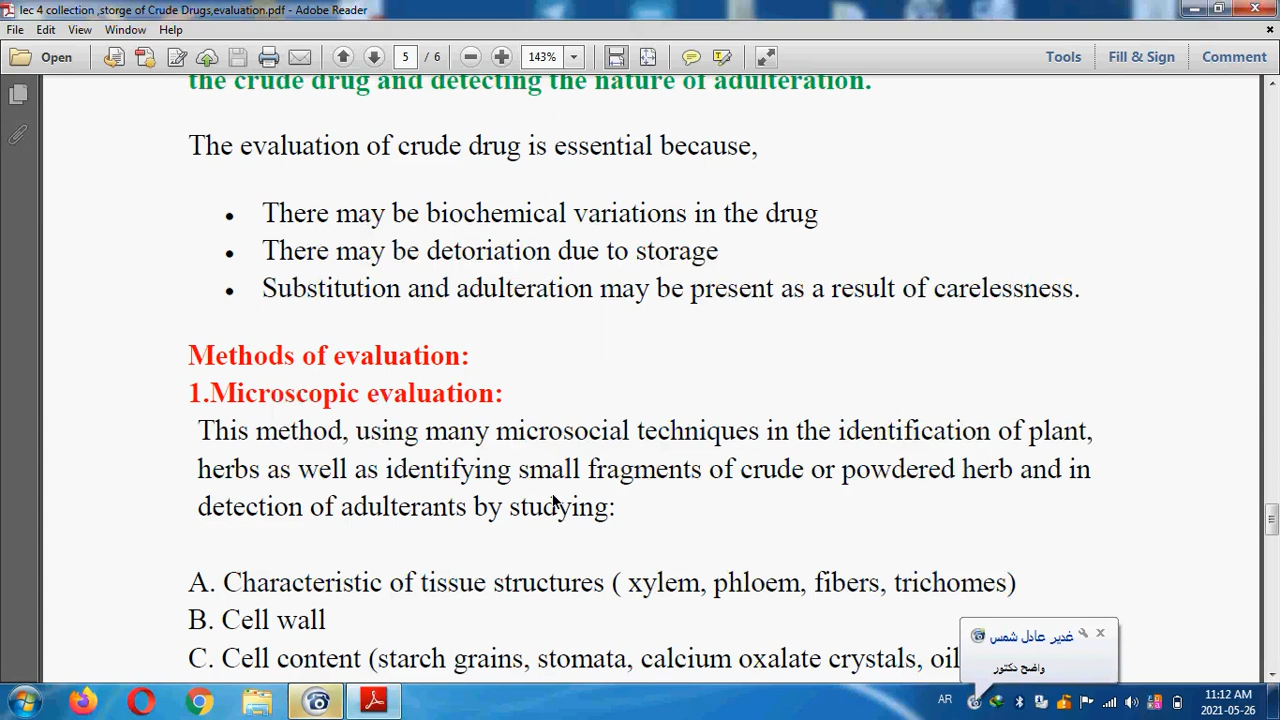 lec 4 collection ,storge of Crude Drugs,evaluation.pdf - Adobe Reader
File Edit View Window Help
Open 5 / 6 143% Tools Fill & Sign Comment
the crude drug and detecting the nature of adulteration.
The evaluation of crude drug is essential because,
• There may be biochemical variations in the drug
• There may be detoriation due to storage
• Substitution and adulteration may be present as a result of carelessness.
Methods of evaluation:
1.Microscopic evaluation:
This method, using many microsocial techniques in the identification of plant,
herbs as well as identifying small fragments of crude or powdered herb and in
detection of adulterants by studying:
A. Characteristic of tissue structures ( xylem, phloem, fibers, trichomes)
B. Cell wall
C. Cell content (starch grains, stomata, calcium oxalate crystals, oil
غدير عادل شمس
واضح دكتور
AR
11:12 AM
2021-05-26